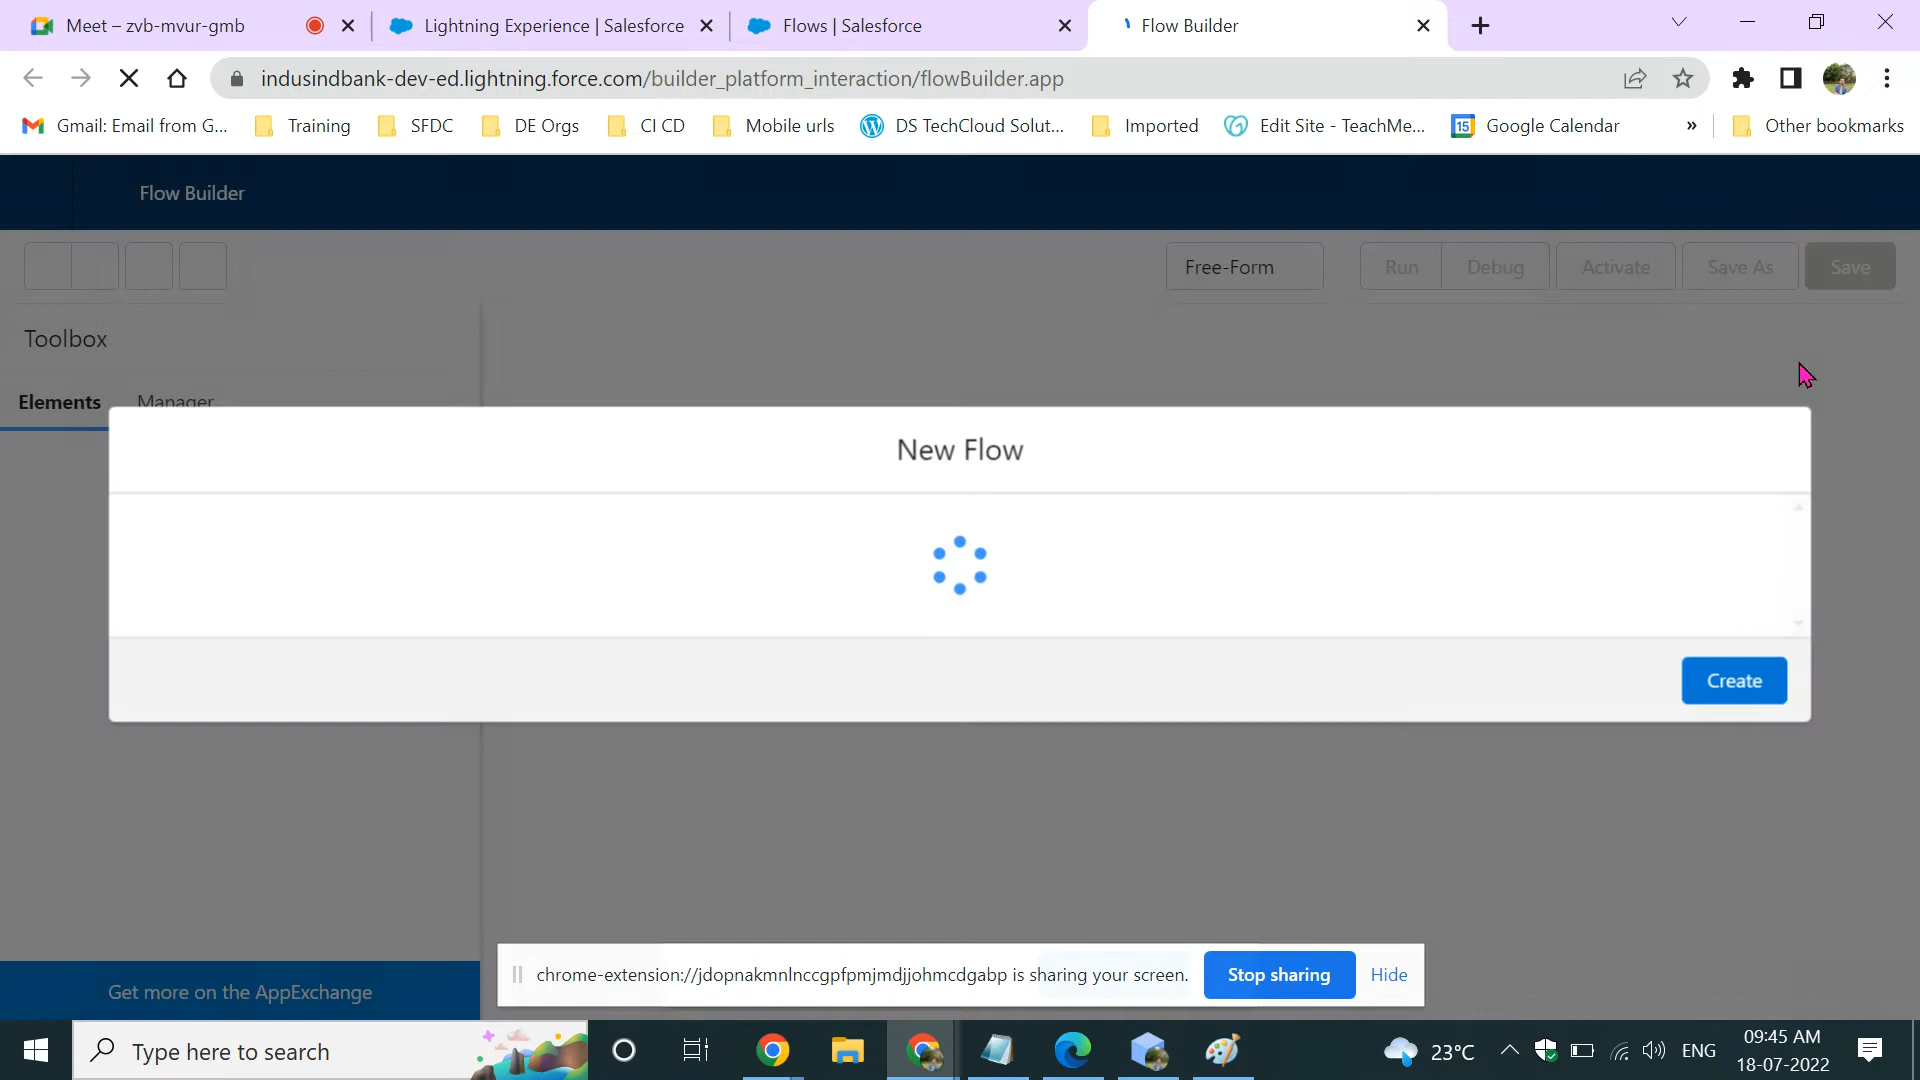 Meet – zvb-mvur-gmb
Lightning Experience | Salesforce
Flows | Salesforce
Flow Builder
indusindbank-dev-ed.lightning.force.com/builder_platform_interaction/flowBuilder.app
Gmail: Email from G...
Training
SFDC
DE Orgs
CI CD
Mobile urls
DS TechCloud Solut...
Imported
Edit Site - TeachMe...
15
Google Calendar
»
Other bookmarks
Flow Builder
Free-Form
Run
Debug
Activate
Save As
Save
Toolbox
Elements
Manager
New Flow
Create
Get more on the AppExchange
chrome-extension://jdopnakmnlnccgpfpmjmdjjohmcdgabp is sharing your screen.
Stop sharing
Hide
Type here to search
23°C
ENG
09:45 AM
18-07-2022